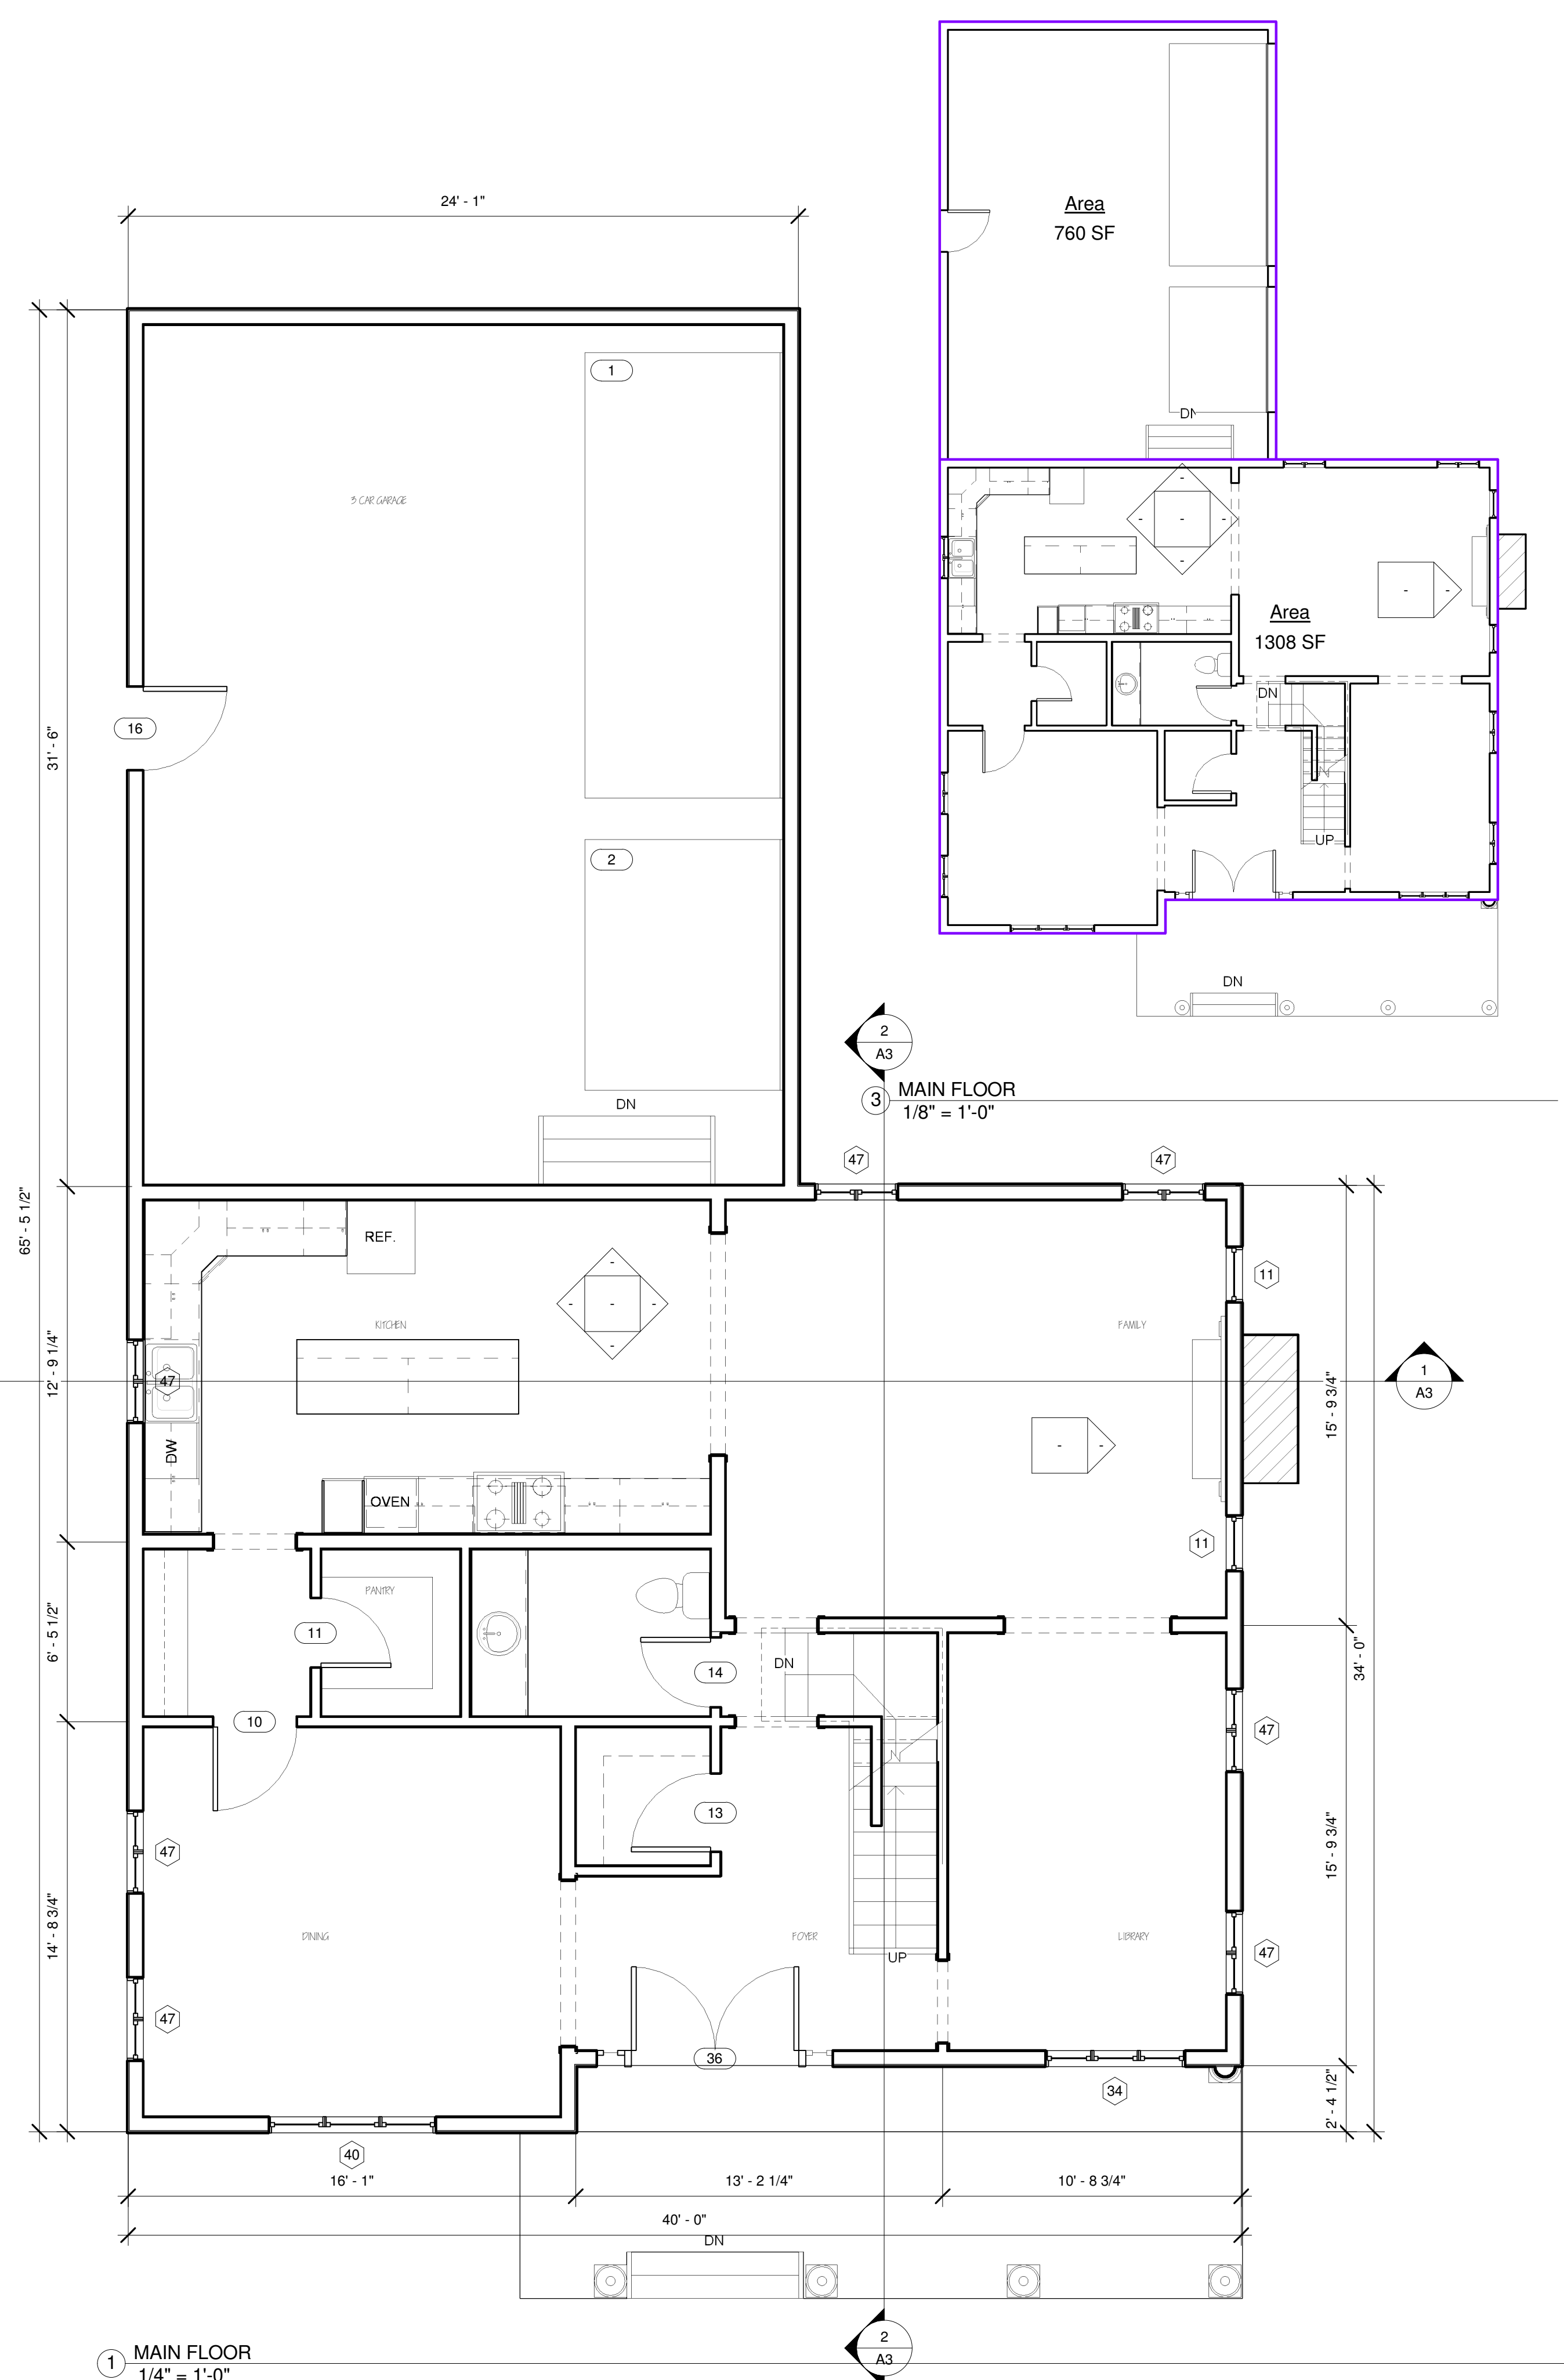 Area
760 SF
24' - 1"
1
3 CAR GARAGE
DN
Area
1308 SF
DN
16
31' - 6"
UP
2
DN
2
A3
DN
3
MAIN FLOOR
1/8" = 1'-0"
47
47
65' - 5 1/2"
REF.
11
KITCHEN
FAMILY
12' - 9 1/4"
47
1
A3
15' - 9 3/4"
DW
OVEN
11
PANTRY
6' - 5 1/2"
11
DN
14
34' - 0"
10
47
13
47
15' - 9 3/4"
14' - 8 3/4"
DINING
FOYER
LIBRARY
UP
47
47
36
34
2' - 4 1/2"
40
16' - 1"
13' - 2 1/4"
10' - 8 3/4"
40' - 0"
DN
2
A3
1
MAIN FLOOR
1/4" = 1'-0"